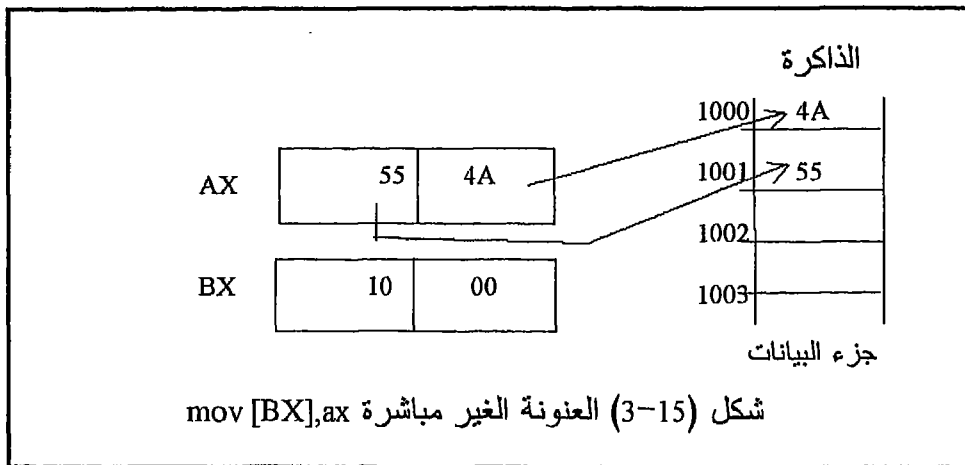 الذاكرة
1000 4A
AX 55 4A
1001 55
1002
BX 10 00
1003
جزء البيانات
شكل (3-15) العنونة الغير مباشرة mov [BX],ax